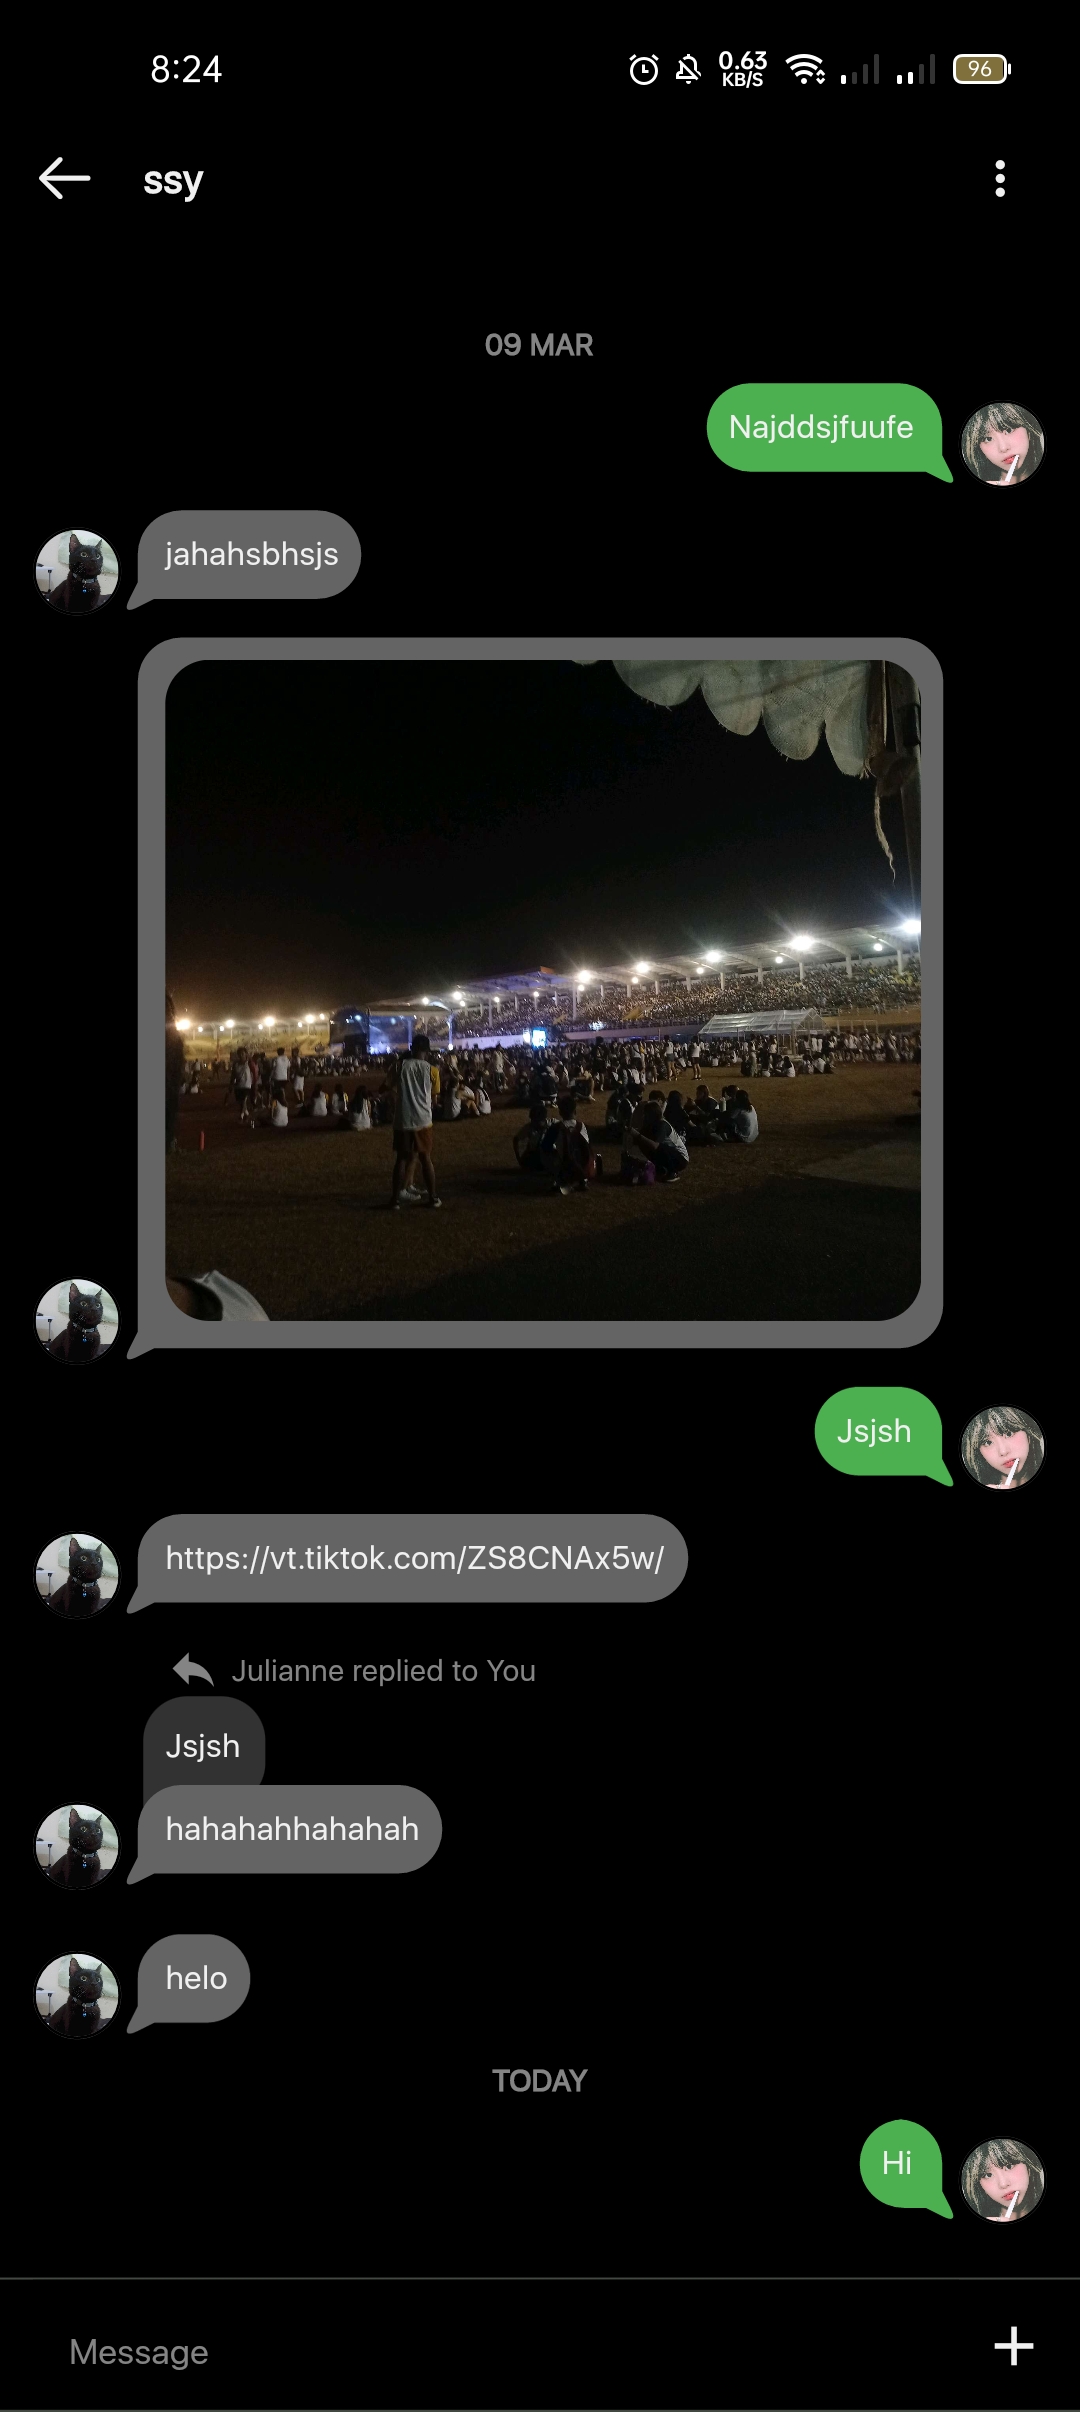 8:24
0.63
KB/S
96
ssy
09 MAR
Najddsjfuufe
jahahsbhsjs
Jsjsh
https://vt.tiktok.com/ZS8CNAx5w/
Julianne replied to You
Jsjsh
hahahahhahahah
helo
TODAY
Hi
Message